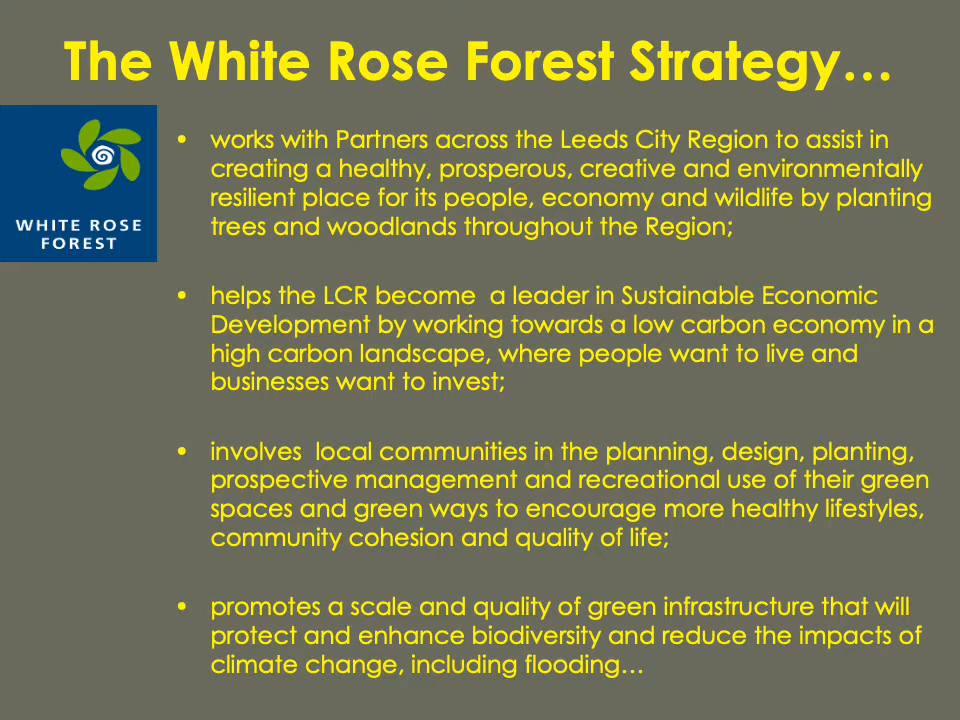 The White Rose Forest Strategy…
WHITE ROSE
FOREST
• works with Partners across the Leeds City Region to assist in
creating a healthy, prosperous, creative and environmentally
resilient place for its people, economy and wildlife by planting
trees and woodlands throughout the Region;
• helps the LCR become  a leader in Sustainable Economic
Development by working towards a low carbon economy in a
high carbon landscape, where people want to live and
businesses want to invest;
• involves  local communities in the planning, design, planting,
prospective management and recreational use of their green
spaces and green ways to encourage more healthy lifestyles,
community cohesion and quality of life;
• promotes a scale and quality of green infrastructure that will
protect and enhance biodiversity and reduce the impacts of
climate change, including flooding…